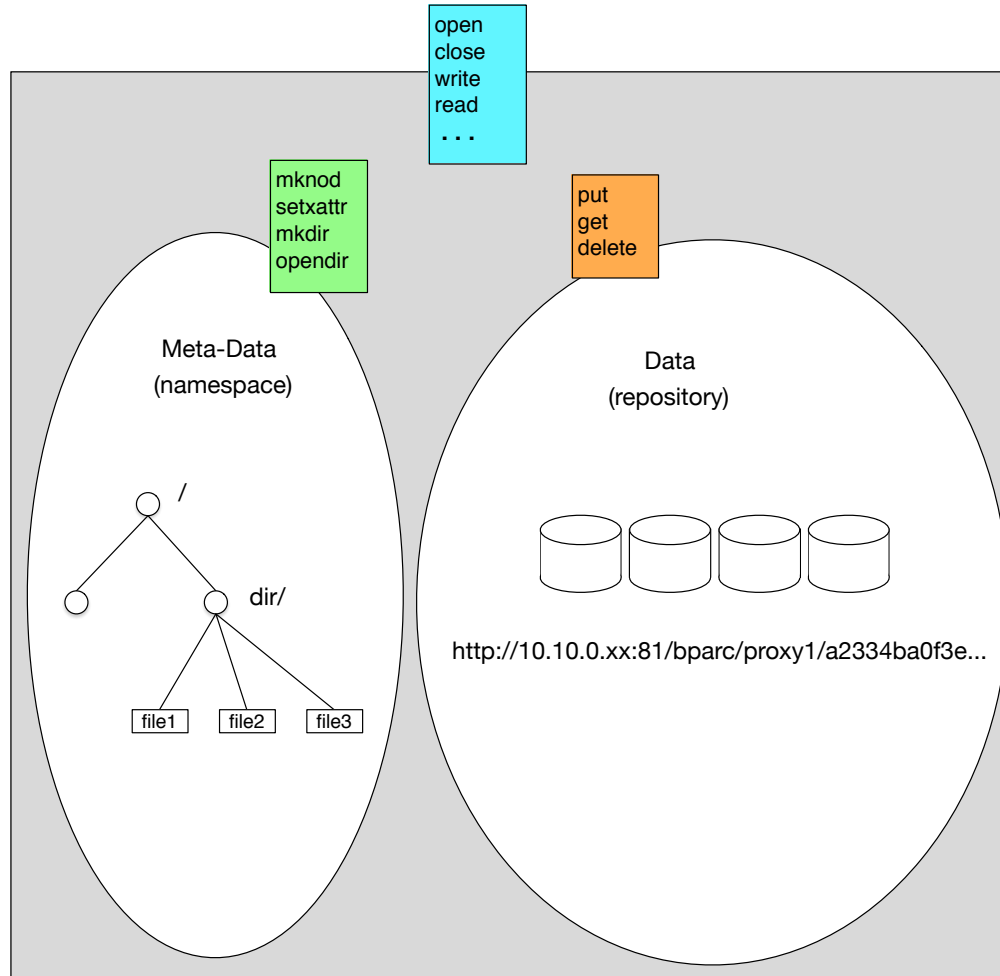 open
close
write
read
. . .
mknod
setxattr
mkdir
opendir
put
get
delete
Meta-Data
(namespace)
Data
(repository)
/
dir/
file1
file2
file3
http://10.10.0.xx:81/bparc/proxy1/a2334ba0f3e...